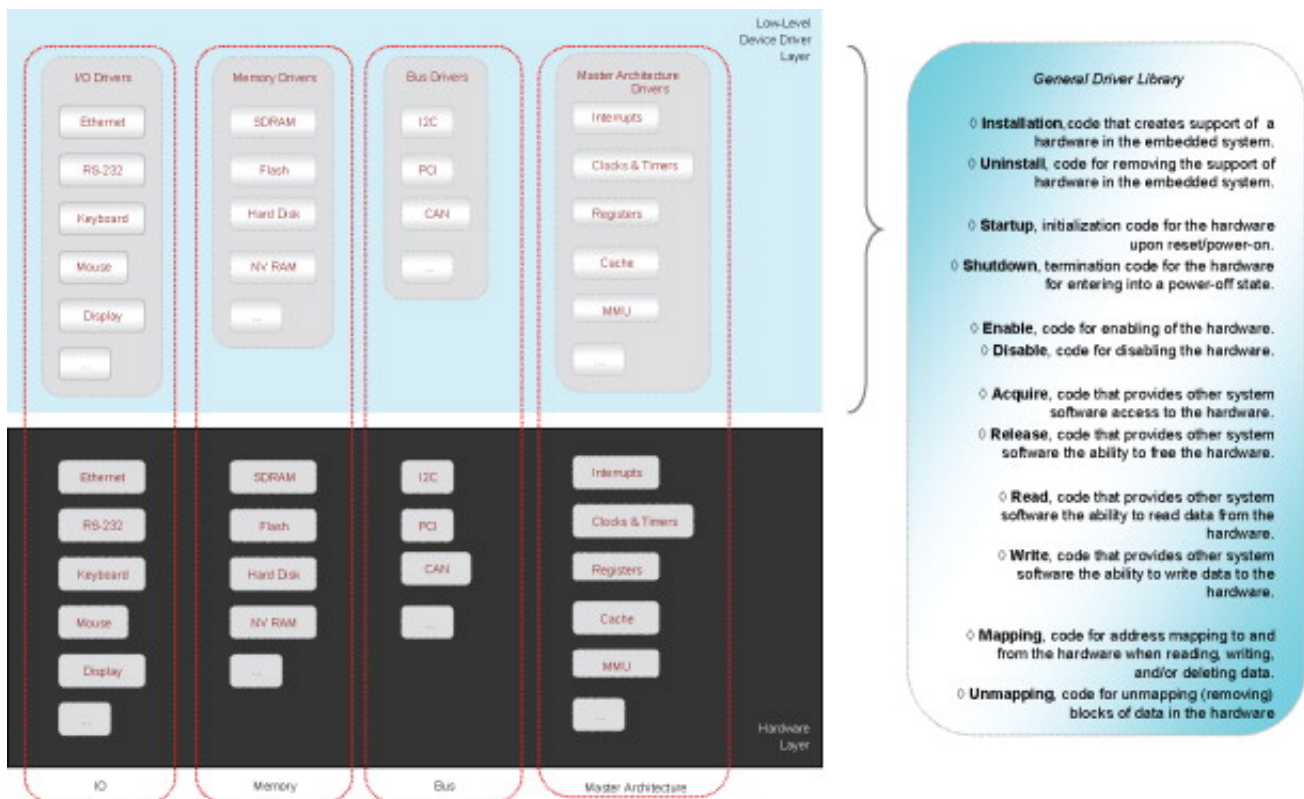 Low-Level
Device Driver
Layer
I/O Drivers
Ethernet
RS-232
Keyboard
Mouse
Display
...
Memory Drivers
SDRAM
Flash
Hard Disk
NV RAM
...
Bus Drivers
I2C
PCI
CAN
...
Master Architecture
Drivers
Interrupts
Clocks & Timers
Registers
Cache
MMU
...
Ethernet
RS-232
Keyboard
Mouse
Display
...
SDRAM
Flash
Hard Disk
NV RAM
...
I2C
PCI
CAN
...
Interrupts
Clocks & Timers
Registers
Cache
MMU
...
Hardware
Layer
IO
Memory
Bus
Master Architecture
General Driver Library
◊ Installation, code that creates support of a
hardware in the embedded system.
◊ Uninstall, code for removing the support of
hardware in the embedded system.
◊ Startup, initialization code for the hardware
upon reset/power-on.
◊ Shutdown, termination code for the hardware
for entering into a power-off state.
◊ Enable, code for enabling of the hardware.
◊ Disable, code for disabling the hardware.
◊ Acquire, code that provides other system
software access to the hardware.
◊ Release, code that provides other system
software the ability to free the hardware.
◊ Read, code that provides other system
software the ability to read data from the
hardware.
◊ Write, code that provides other system
software the ability to write data to the
hardware.
◊ Mapping, code for address mapping to and
from the hardware when reading, writing,
and/or deleting data.
◊ Unmapping, code for unmapping (removing)
blocks of data in the hardware